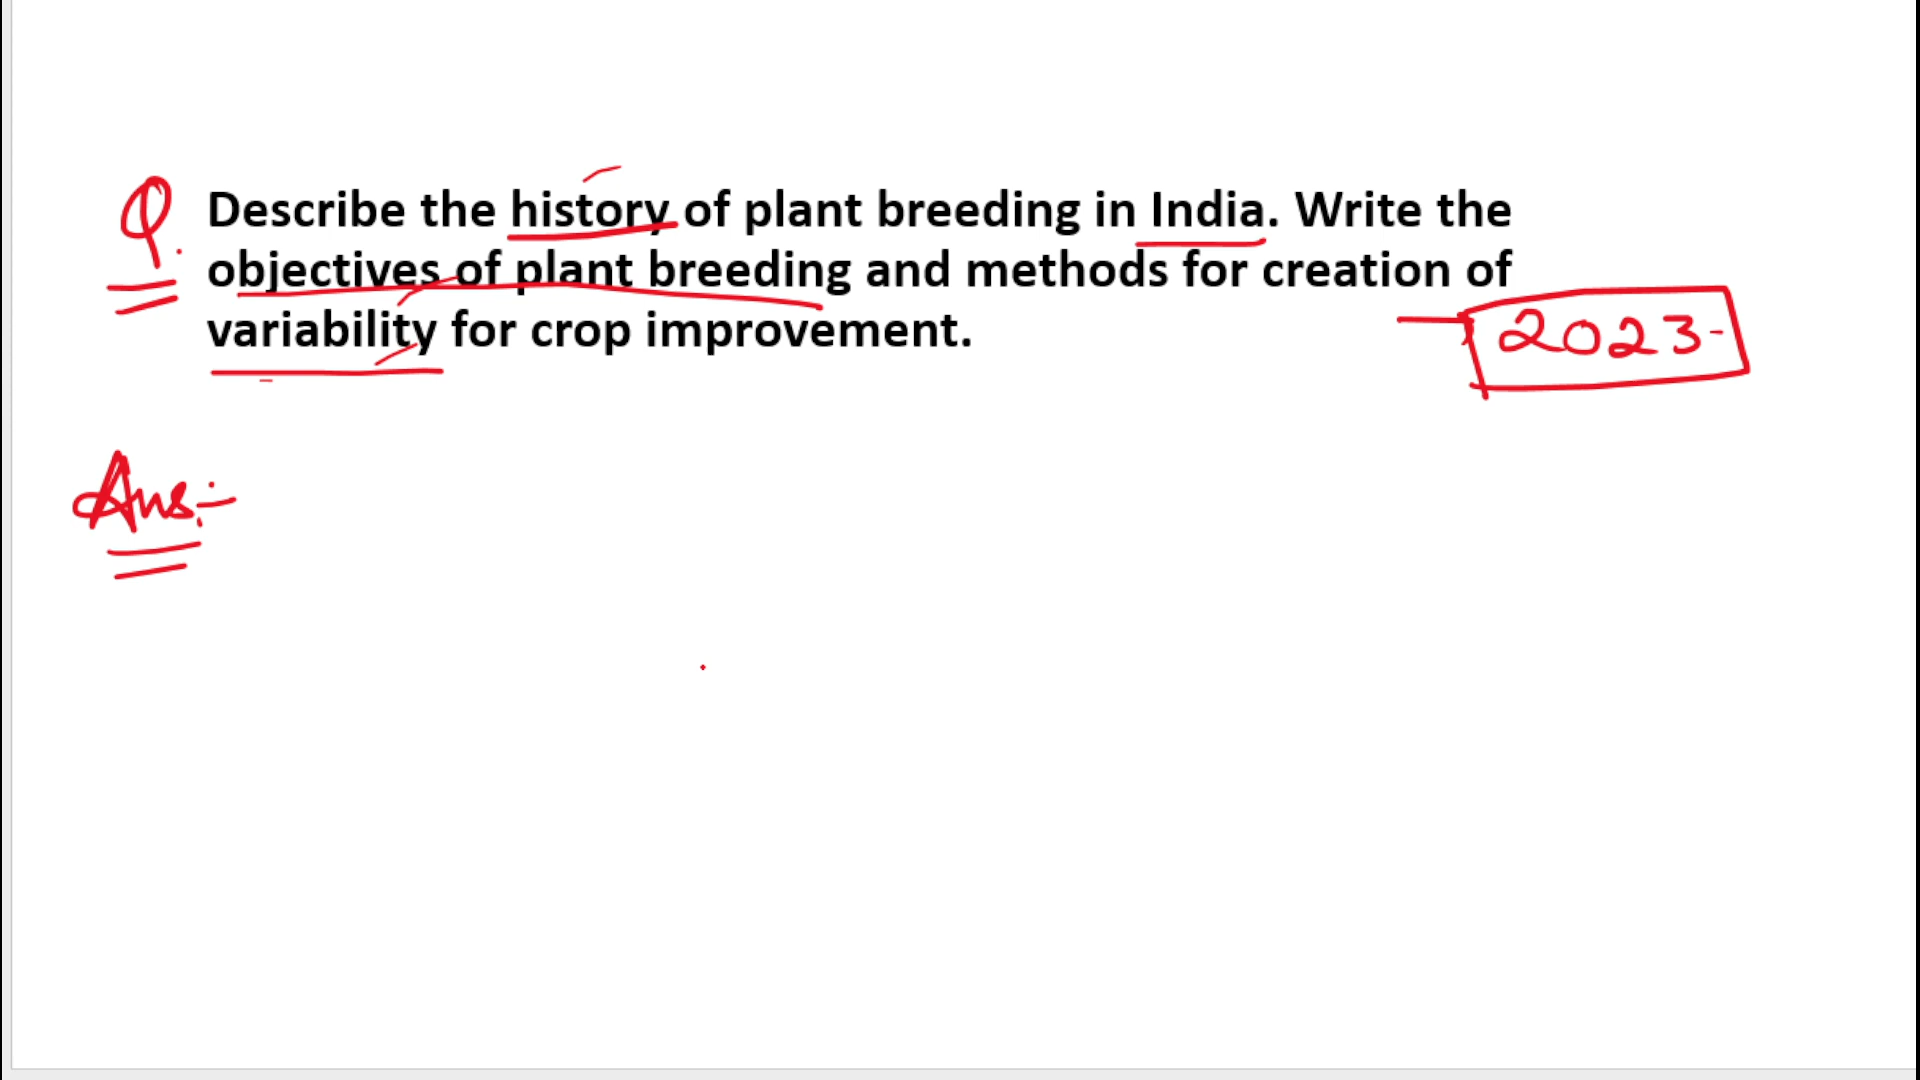 Q. Describe the history of plant breeding in India. Write the
objectives of plant breeding and methods for creation of
variability for crop improvement.
2023-
Ans:-